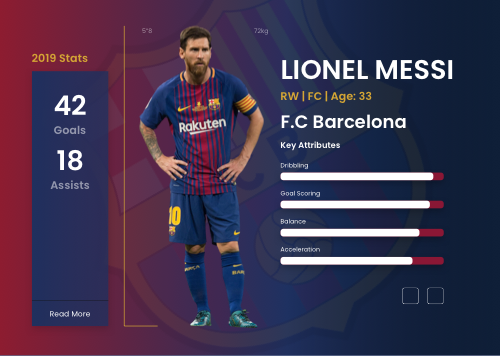 5"8
72kg
2019 Stats
42
Goals
18
Assists
Read More
Rakuten
10
LIONEL MESSI
RW | FC | Age: 33
F.C Barcelona
Key Attributes
Dribbling
Goal Scoring
Balance
Acceleration